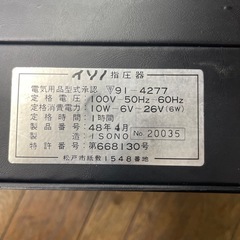 イソノ指圧器
電気用品型式承認 91-4277
定格電圧 100V-50Hz-60Hz
定格消費電力 10W-6V-26V(6W)
定格時間 1時間
製品番号 48年4月 No 20035
製造者 ISONO
特許番号 第668130号
松戸市紙敷1548番地